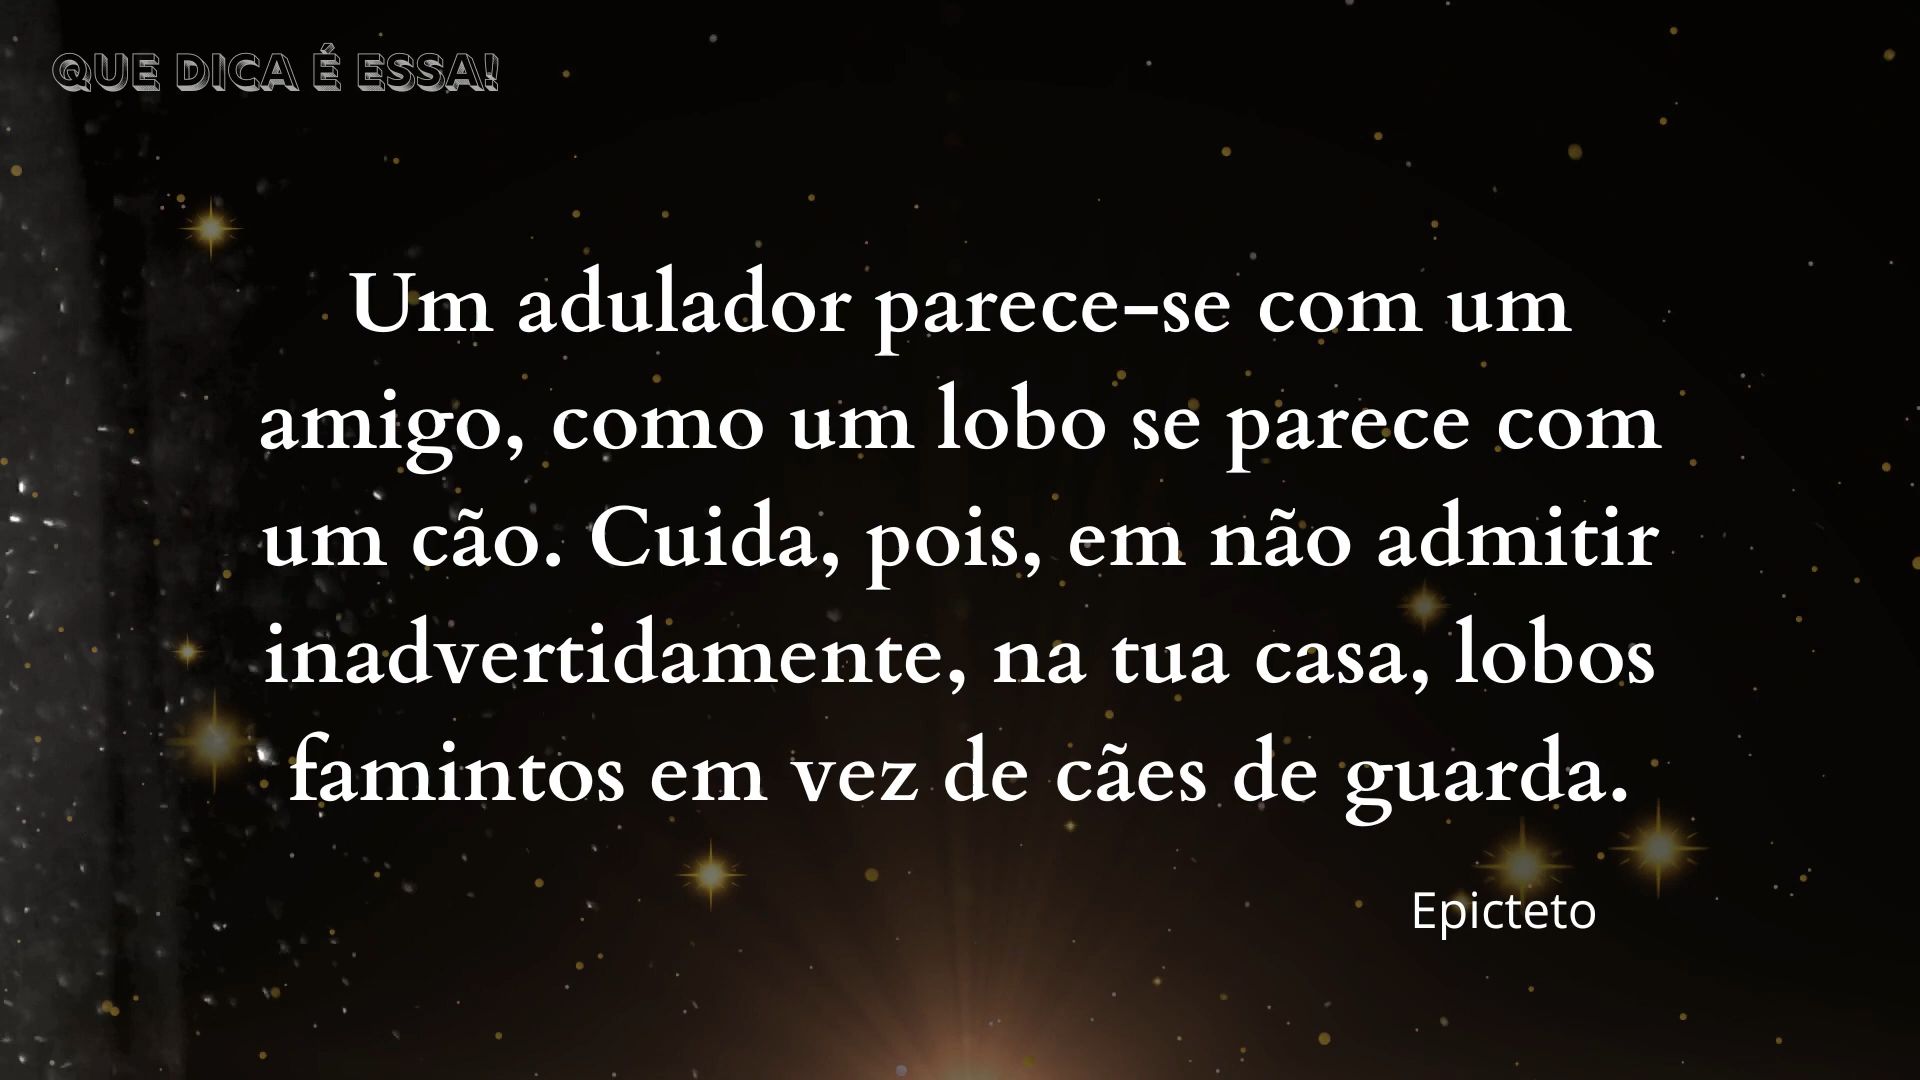 QUE DICA É ESSA!
Um adulador parece-se com um
amigo, como um lobo se parece com
um cão. Cuida, pois, em não admitir
inadvertidamente, na tua casa, lobos
famintos em vez de cães de guarda.
Epicteto